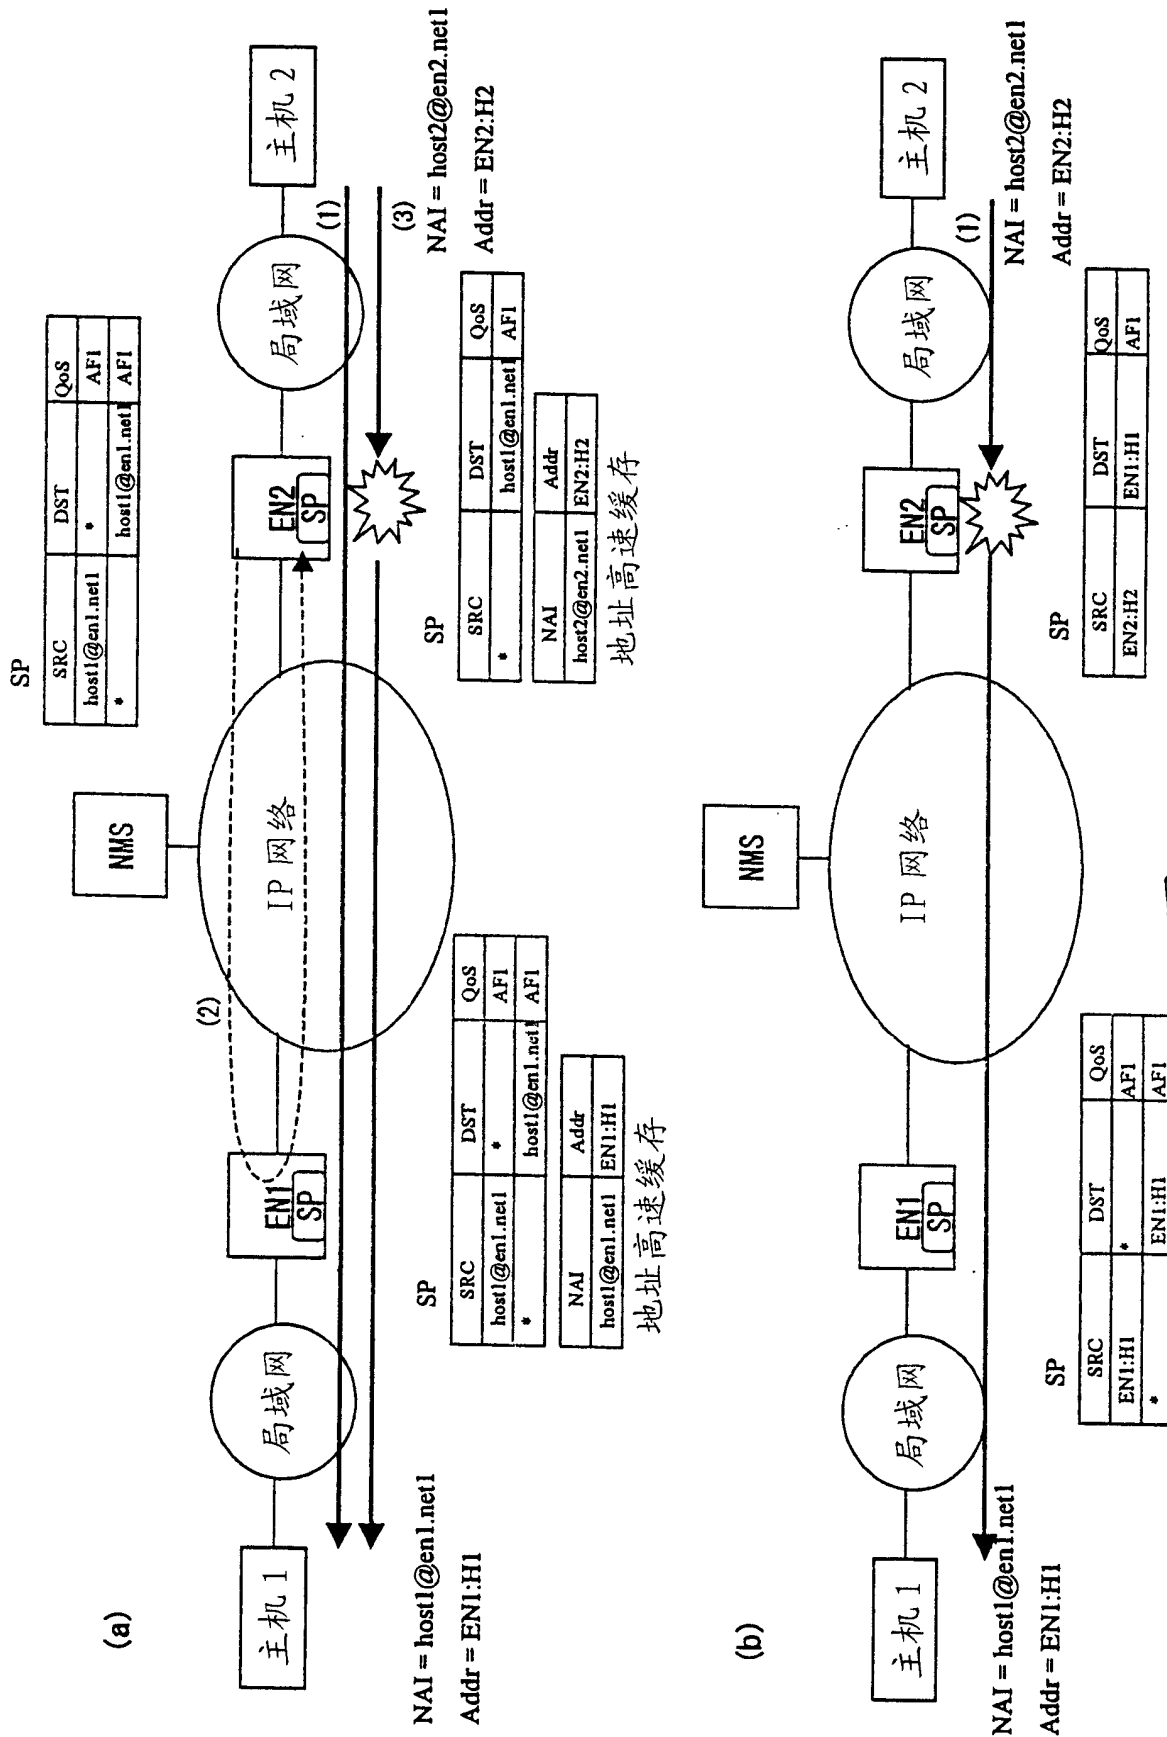 (a)
SP
SRC DST QoS
host1@en1.net1 * AF1
* host1@en1.net1 AF1
NMS
(2)
主机 1
局域网
EN1
SP
IP 网络
EN2
SP
局域网
主机 2
(1)
(3)
NAI = host1@en1.net1
Addr = EN1:H1
NAI = host2@en2.net1
Addr = EN2:H2
SP
SRC DST QoS
host1@en1.net1 * AF1
* host1@en1.net1 AF1
NAI Addr
host1@en1.net1 EN1:H1
地址高速缓存
SP
SRC DST QoS
* host1@en1.net1 AF1
NAI Addr
host2@en2.net1 EN2:H2
地址高速缓存
(b)
NMS
主机 1
局域网
EN1
SP
IP 网络
EN2
SP
局域网
主机 2
(1)
NAI = host1@en1.net1
Addr = EN1:H1
NAI = host2@en2.net1
Addr = EN2:H2
SP
SRC DST QoS
EN1:H1 * AF1
* EN1:H1 AF1
SP
SRC DST QoS
EN2:H2 EN1:H1 AF1